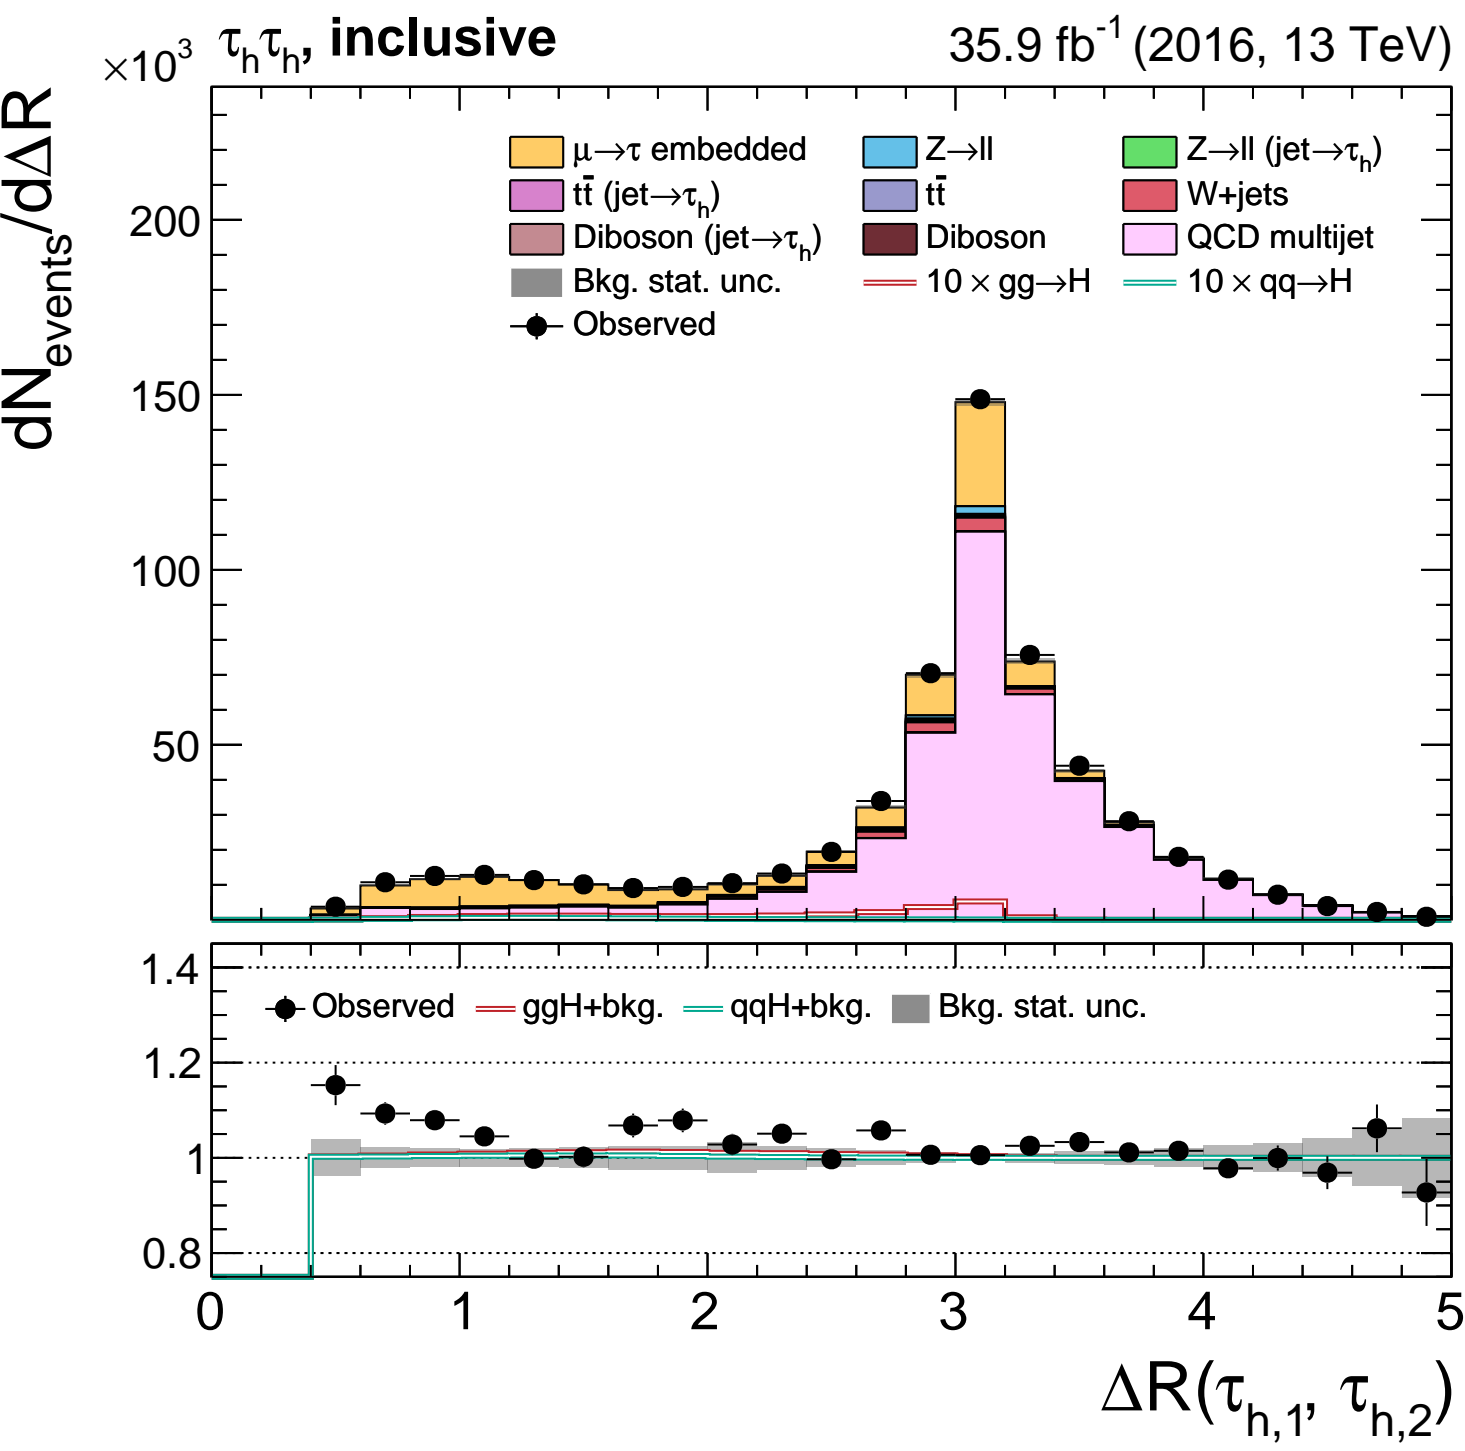 ×10³ τₕτₕ, inclusive 35.9 fb⁻¹ (2016, 13 TeV)
dN_events/dΔR
μ→τ embedded Z→ll Z→ll (jet→τₕ)
tt̄ (jet→τₕ) tt̄ W+jets
Diboson (jet→τₕ) Diboson QCD multijet
Bkg. stat. unc. 10 × gg→H 10 × qq→H
Observed
200
150
100
50
1.4
Observed ggH+bkg. qqH+bkg. Bkg. stat. unc.
1.2
1
0.8
0 1 2 3 4 5
ΔR(τ_h,1, τ_h,2)